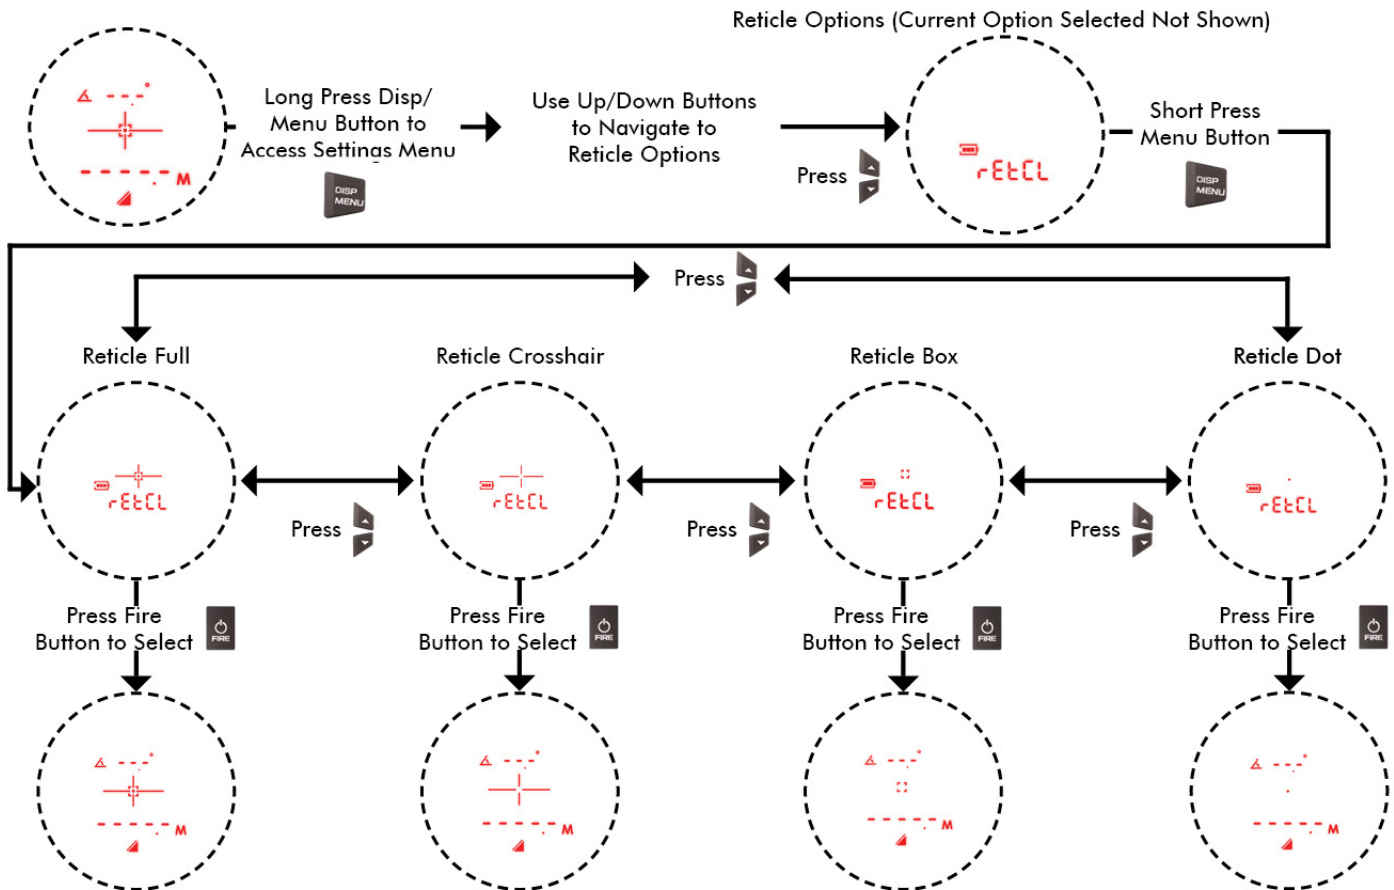 Reticle Options (Current Option Selected Not Shown)
Long Press Disp/
Menu Button to
Access Settings Menu
DISP
MENU
Use Up/Down Buttons
to Navigate to
Reticle Options
Press
rEtCL
Short Press
Menu Button
DISP
MENU
---.-°
-----.- M
Press
Reticle Full
Reticle Crosshair
Reticle Box
Reticle Dot
rEtCL
rEtCL
rEtCL
rEtCL
Press
Press
Press
Press Fire
Button to Select
FIRE
Press Fire
Button to Select
FIRE
Press Fire
Button to Select
FIRE
Press Fire
Button to Select
FIRE
M
M
M
M